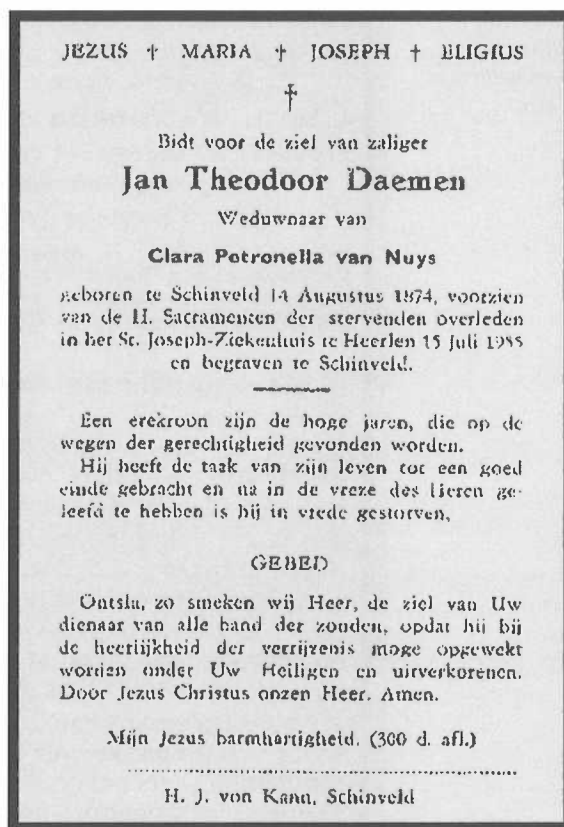 JEZUS † MARIA † JOSEPH † ELIGIUS
†
Bidt voor de ziel van zaliger
Jan Theodoor Daemen
Weduwnaar van
Clara Petronella van Nuys
geboren te Schinveld 14 Augustus 1874, voorzien
van de H. Sacramenten der stervenden overleden
in het St. Joseph-Ziekenhuis te Heerlen 15 Juli 1955
en begraven te Schinveld.
Een erekroon zijn de hoge jaren, die op de
wegen der gerechtigheid gevonden worden.
Hij heeft de taak van zijn leven tot een goed
einde gebracht en na in de vreze des Heren ge-
leefd te hebben is hij in vrede gestorven.
GEBED
Ontsla, zo smeken wij Heer, de ziel van Uw
dienaar van alle band der zonden, opdat hij bij
de heerlijkheid der verrijzenis moge opgewekt
worden onder Uw Heiligen en uitverkorenen.
Door Jezus Christus onzen Heer. Amen.
Mijn Jezus barmhartigheid. (300 d. afl.)
H. J. von Kann, Schinveld